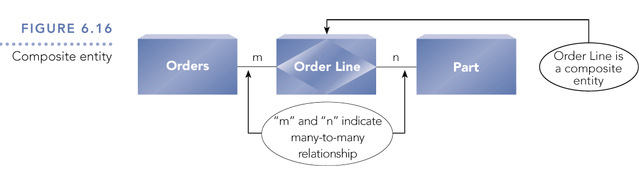 FIGURE 6.16
Composite entity
Orders
m
Order Line
n
Part
Order Line is
a composite
entity
"m" and "n" indicate
many-to-many
relationship